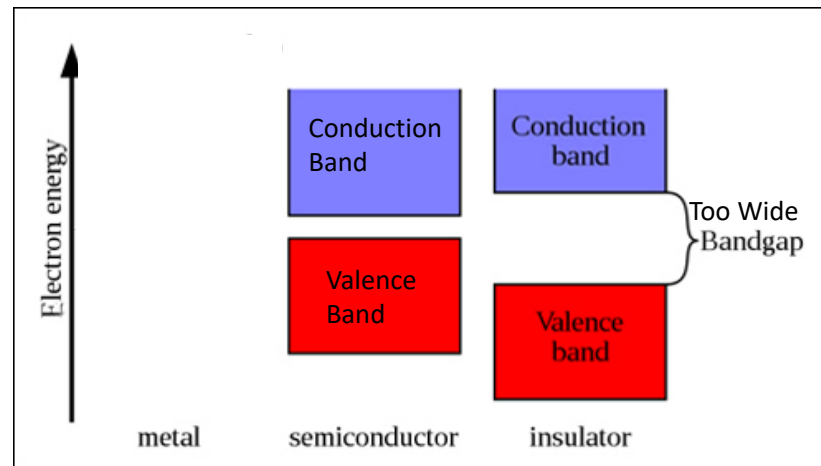 Electron energy
Conduction
Band
Valence
Band
Conduction
band
Valence
band
Too Wide
Bandgap
metal
semiconductor
insulator